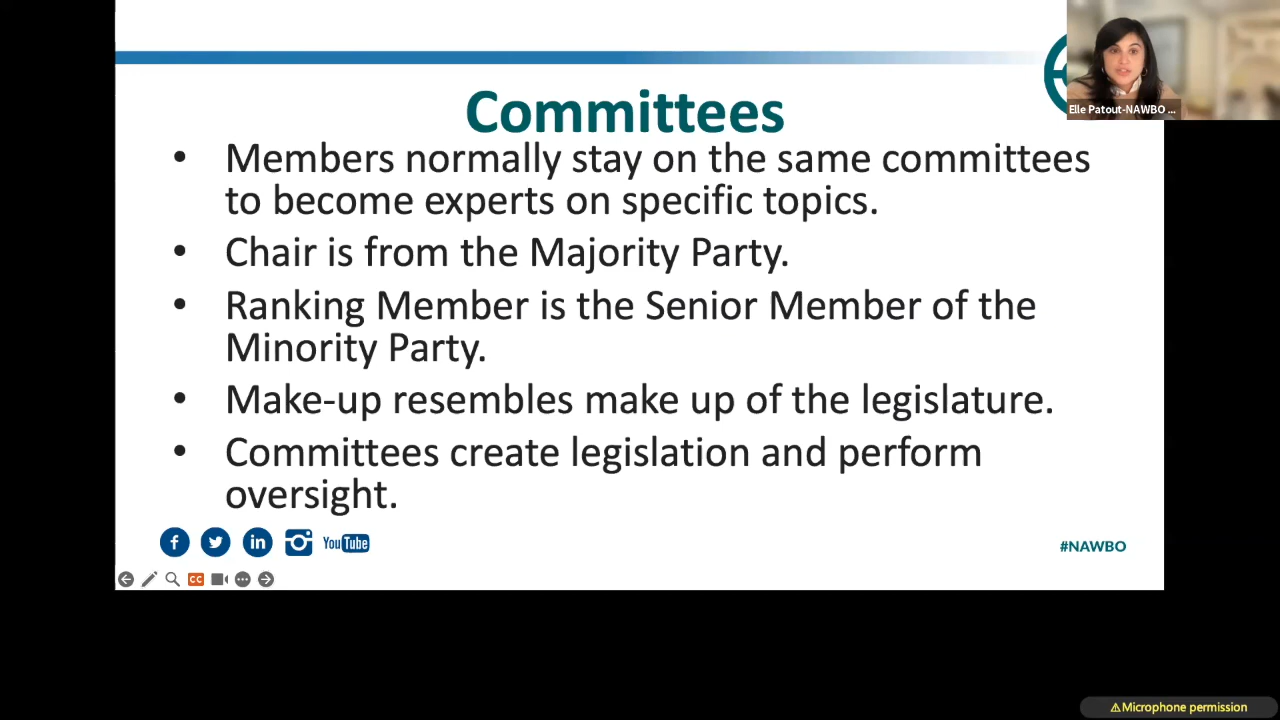 Elle Patout-NAWBO ...
Committees
• Members normally stay on the same committees
to become experts on specific topics.
• Chair is from the Majority Party.
• Ranking Member is the Senior Member of the
Minority Party.
• Make-up resembles make up of the legislature.
• Committees create legislation and perform
oversight.
f in YouTube
#NAWBO
CC
⚠Microphone permission